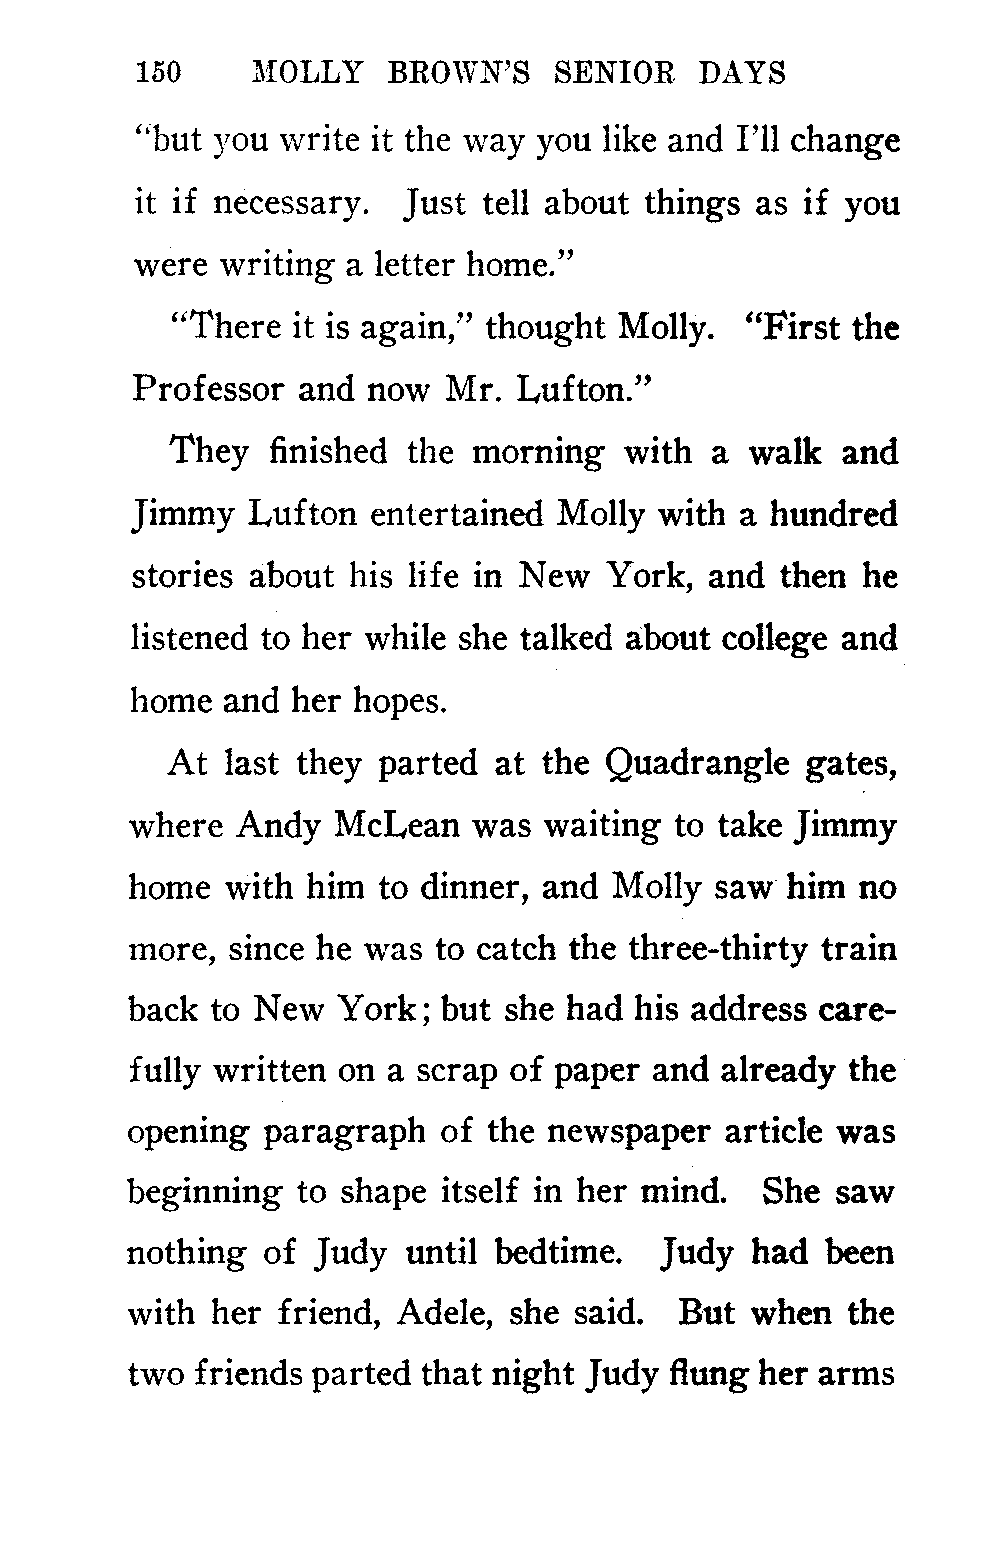 150 MOLLY BROWN'S SENIOR DAYS
"but you write it the way you like and I'll change
it if necessary. Just tell about things as if you
were writing a letter home."
"There it is again," thought Molly. "First the
Professor and now Mr. Lufton."
They finished the morning with a walk and
Jimmy Lufton entertained Molly with a hundred
stories about his life in New York, and then he
listened to her while she talked about college and
home and her hopes.
At last they parted at the Quadrangle gates,
where Andy McLean was waiting to take Jimmy
home with him to dinner, and Molly saw him no
more, since he was to catch the three-thirty train
back to New York; but she had his address care-
fully written on a scrap of paper and already the
opening paragraph of the newspaper article was
beginning to shape itself in her mind. She saw
nothing of Judy until bedtime. Judy had been
with her friend, Adele, she said. But when the
two friends parted that night Judy flung her arms